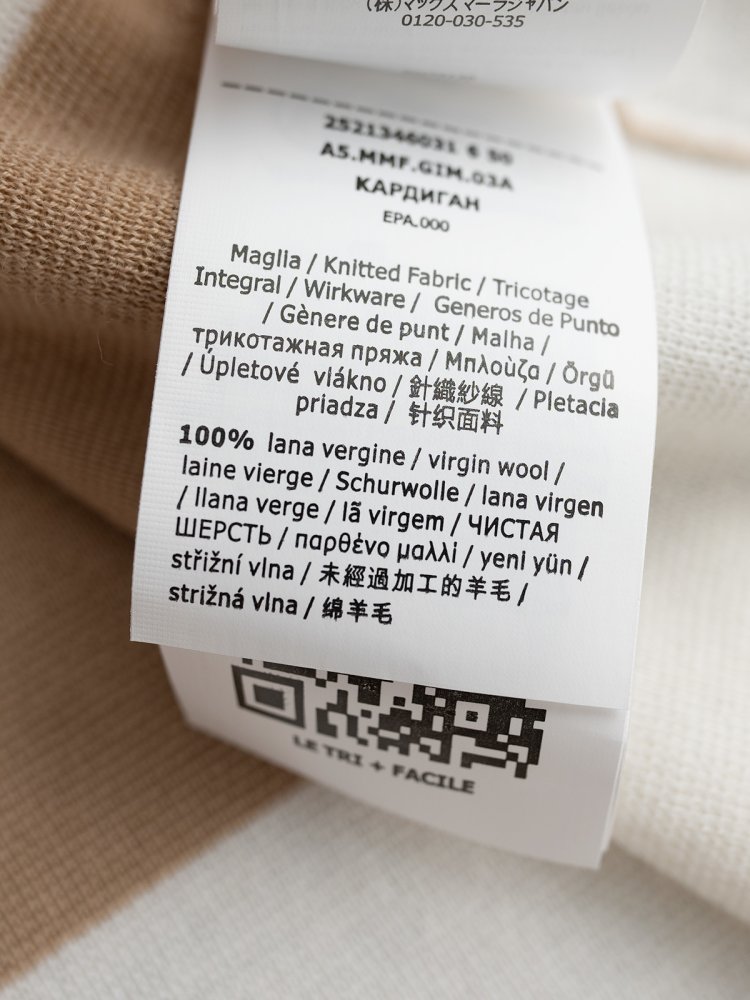 (株)マックスマーラジャパン
0120-030-535
2521346031 6 50
A5.MMF.GIM.03A
КАРДИГАН
EPA.000
Maglia / Knitted Fabric / Tricotage
Integral / Wirkware / Generos de Punto
/ Gènere de punt / Malha /
трикотажная пряжа / Μπλοὺζα / Örgü
/ Úpletové vlákno / 針織紗線 / Pletacia
priadza / 针织面料
100% lana vergine / virgin wool /
laine vierge / Schurwolle / lana virgen
/ llana verge / lã virgem / ЧИСТАЯ
ШЕРСТЬ / παρθένο μαλλί / yeni yün /
střižní vlna / 未經過加工的羊毛 /
strižná vlna / 绵羊毛
LE TRI + FACILE